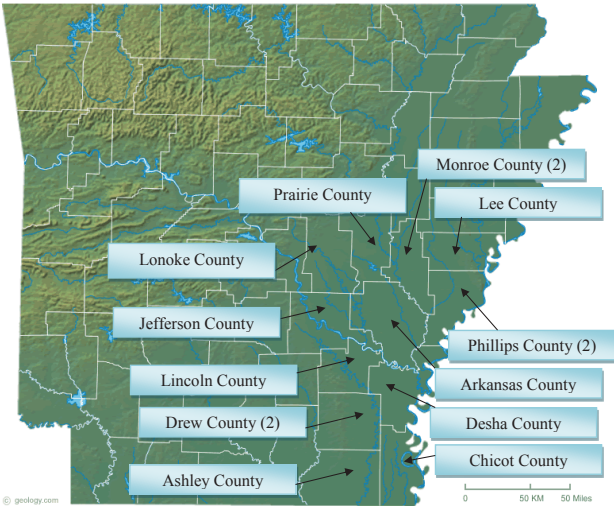 Monroe County (2)
Prairie County
Lee County
Lonoke County
Jefferson County
Phillips County (2)
Lincoln County
Arkansas County
Drew County (2)
Desha County
Chicot County
Ashley County
© geology.com
0 50 KM 50 Miles